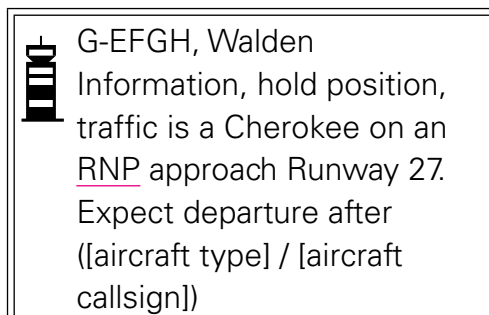 G-EFGH, Walden
Information, hold position,
traffic is a Cherokee on an
RNP approach Runway 27.
Expect departure after
([aircraft type] / [aircraft
callsign])